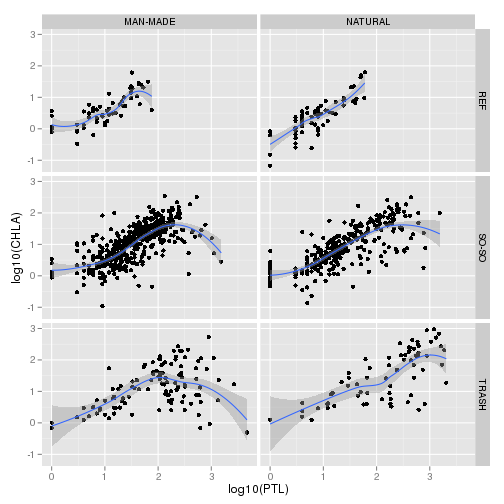 MAN-MADE NATURAL
3
2
1
0
-1
REF
3
2
1
0
-1
SO-SO
3
2
1
0
-1
TRASH
log10(CHLA)
0 1 2 3 0 1 2 3
log10(PTL)